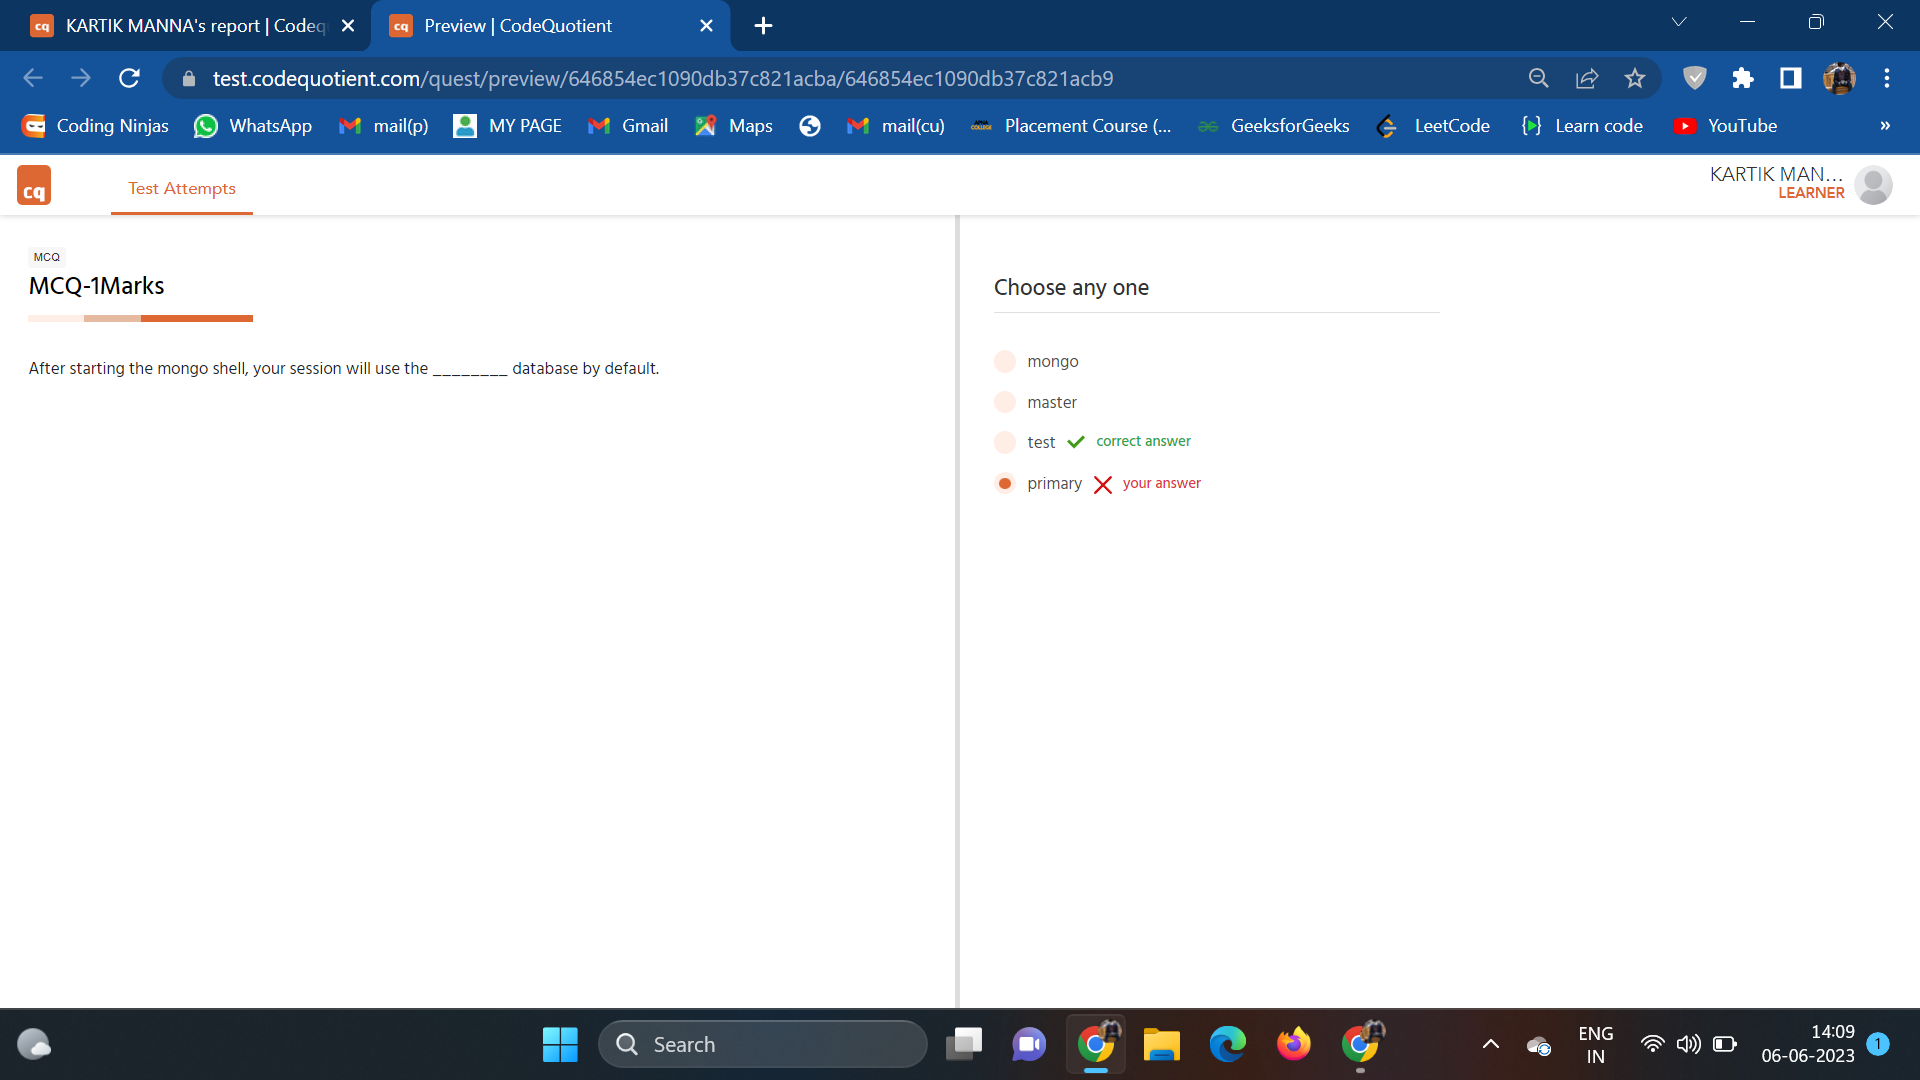 KARTIK MANNA's report | Codeq
Preview | CodeQuotient
test.codequotient.com/quest/preview/646854ec1090db37c821acba/646854ec1090db37c821acb9
Coding Ninjas
WhatsApp
mail(p)
MY PAGE
Gmail
Maps
mail(cu)
Placement Course (...
GeeksforGeeks
LeetCode
Learn code
YouTube
»
cq
Test Attempts
KARTIK MAN...
LEARNER
MCQ
MCQ-1Marks
After starting the mongo shell, your session will use the ________ database by default.
Choose any one
mongo
master
test correct answer
primary your answer
Search
ENG
IN
14:09
06-06-2023
1